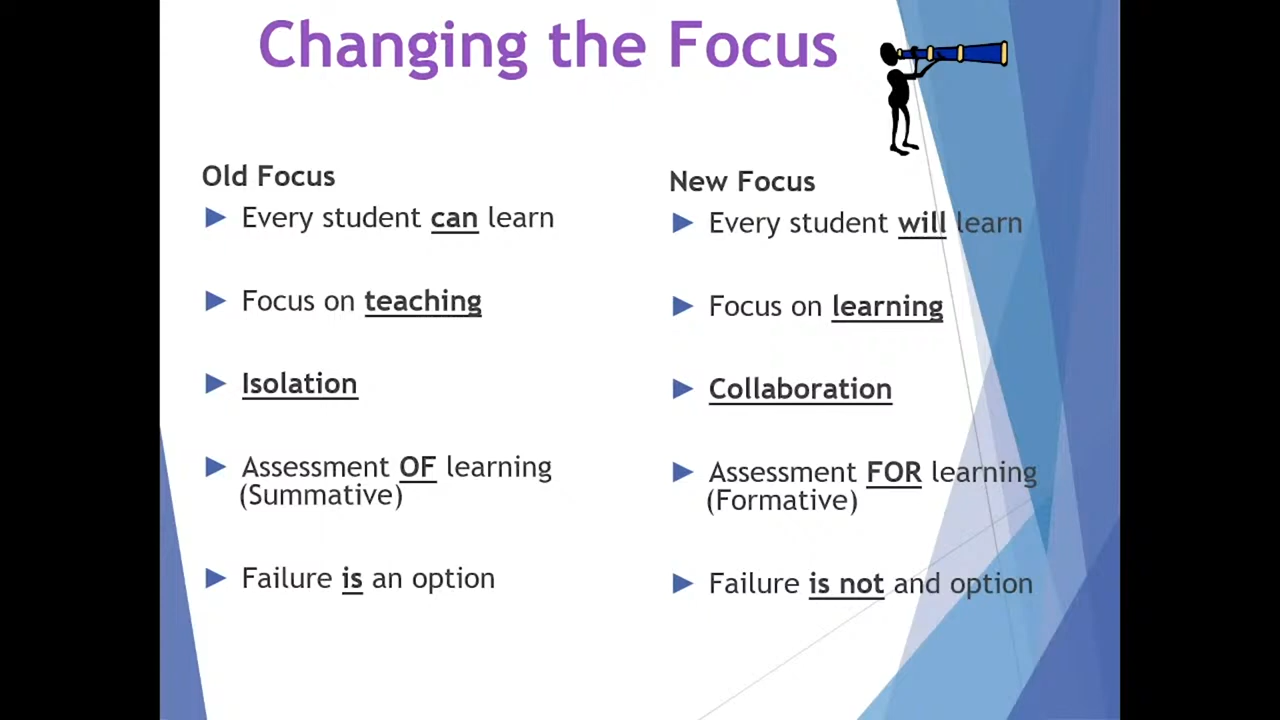 Changing the Focus
Old Focus
Every student can learn
Focus on teaching
Isolation
Assessment OF learning
(Summative)
Failure is an option
New Focus
Every student will learn
Focus on learning
Collaboration
Assessment FOR learning
(Formative)
Failure is not and option